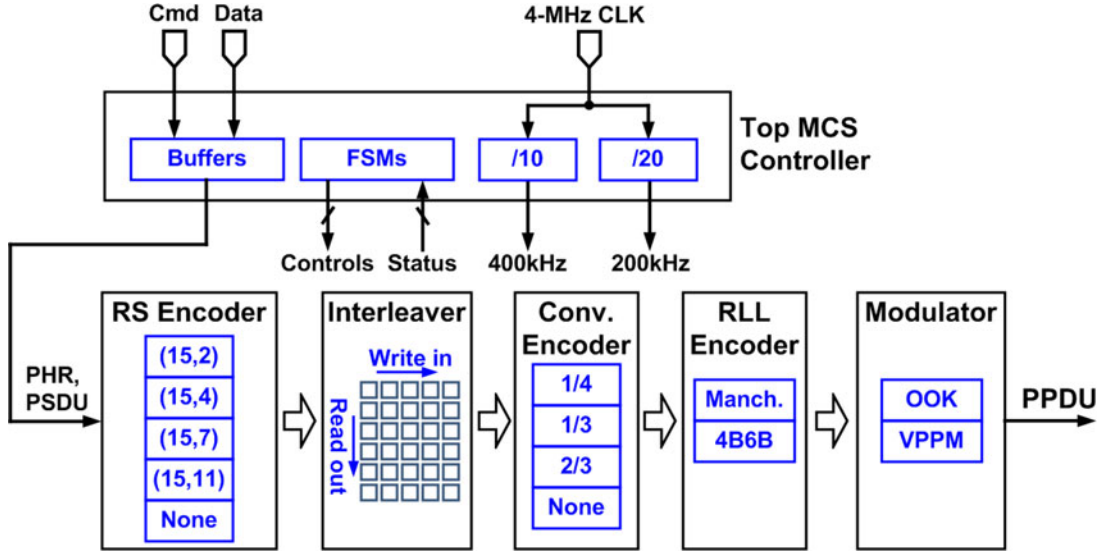 Cmd Data
4-MHz CLK
Buffers
FSMs
/10
/20
Top MCS
Controller
Controls Status
400kHz
200kHz
PHR,
PSDU
RS Encoder
(15,2)
(15,4)
(15,7)
(15,11)
None
Interleaver
Write in
Read out
Conv.
Encoder
1/4
1/3
2/3
None
RLL
Encoder
Manch.
4B6B
Modulator
OOK
VPPM
PPDU